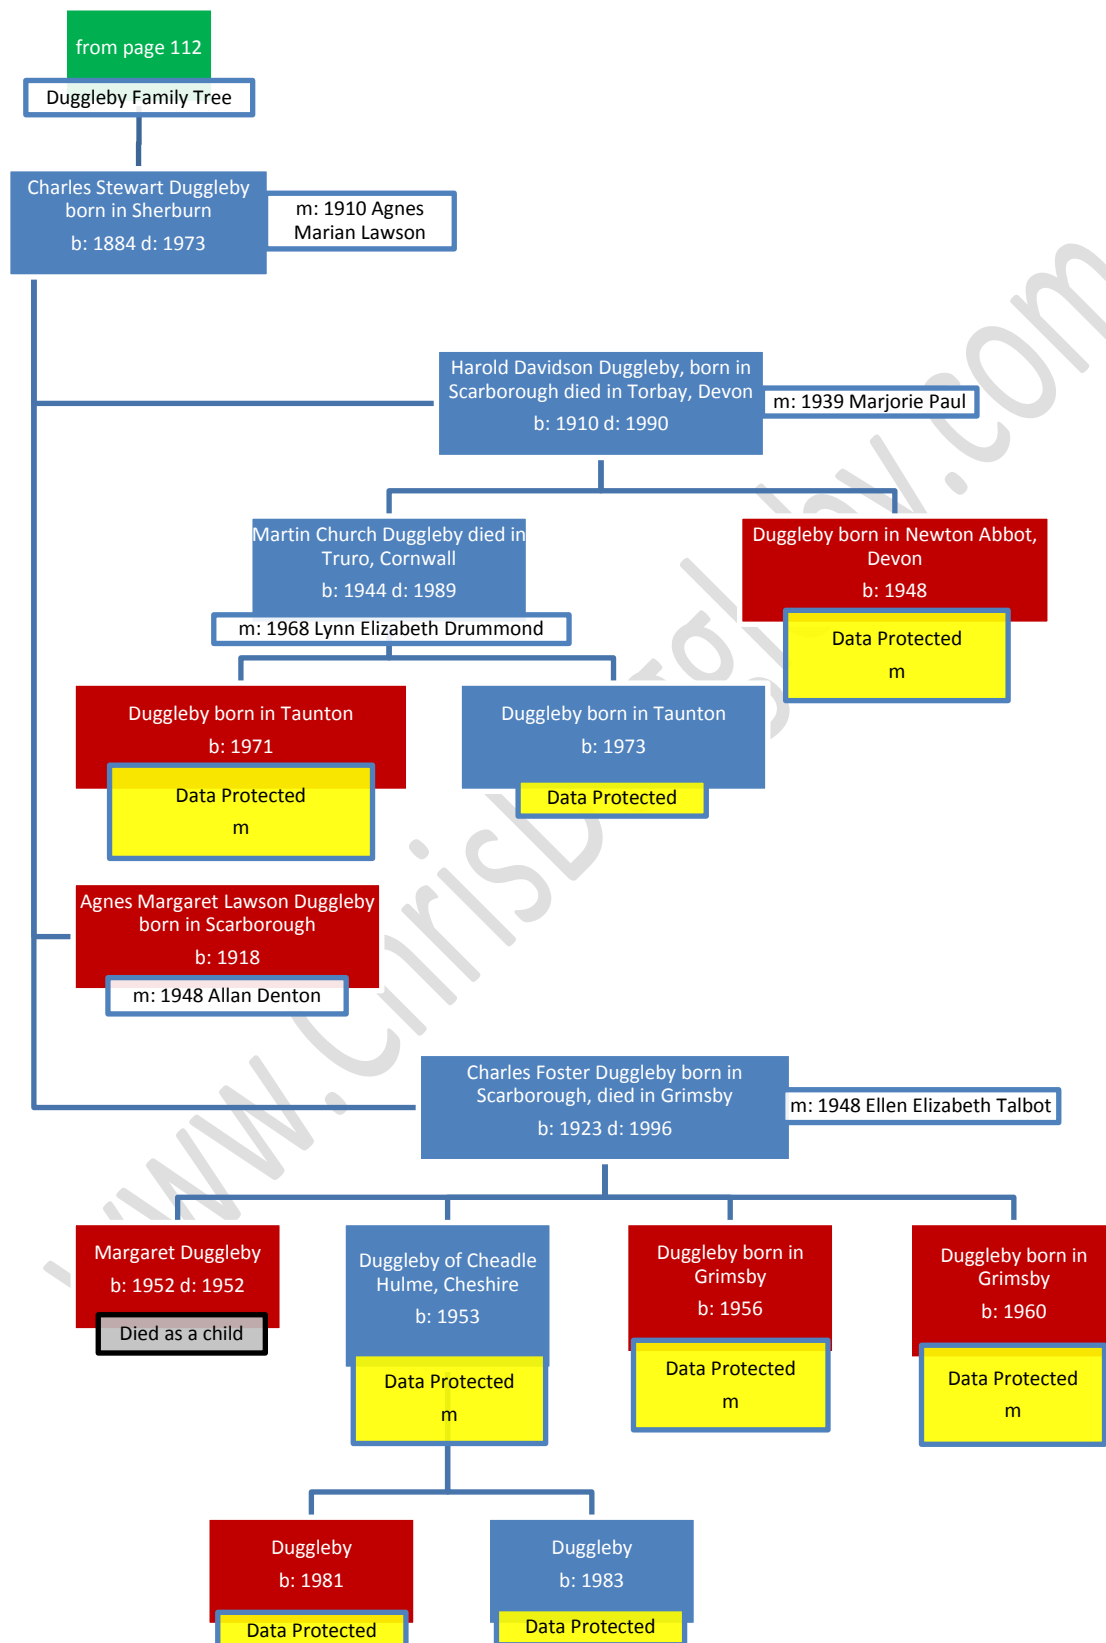 from page 112
Duggleby Family Tree
Charles Stewart Duggleby
born in Sherburn
b: 1884 d: 1973
m: 1910 Agnes
Marian Lawson
Harold Davidson Duggleby, born in
Scarborough died in Torbay, Devon
b: 1910 d: 1990
m: 1939 Marjorie Paul
Martin Church Duggleby died in
Truro, Cornwall
b: 1944 d: 1989
m: 1968 Lynn Elizabeth Drummond
Duggleby born in Newton Abbot,
Devon
b: 1948
Data Protected
m
Duggleby born in Taunton
b: 1971
Data Protected
m
Duggleby born in Taunton
b: 1973
Data Protected
Agnes Margaret Lawson Duggleby
born in Scarborough
b: 1918
m: 1948 Allan Denton
Charles Foster Duggleby born in
Scarborough, died in Grimsby
b: 1923 d: 1996
m: 1948 Ellen Elizabeth Talbot
Margaret Duggleby
b: 1952 d: 1952
Died as a child
Duggleby of Cheadle
Hulme, Cheshire
b: 1953
Data Protected
m
Duggleby born in
Grimsby
b: 1956
Data Protected
m
Duggleby born in
Grimsby
b: 1960
Data Protected
m
Duggleby
b: 1981
Data Protected
Duggleby
b: 1983
Data Protected
www.ChrisDuggleby.com